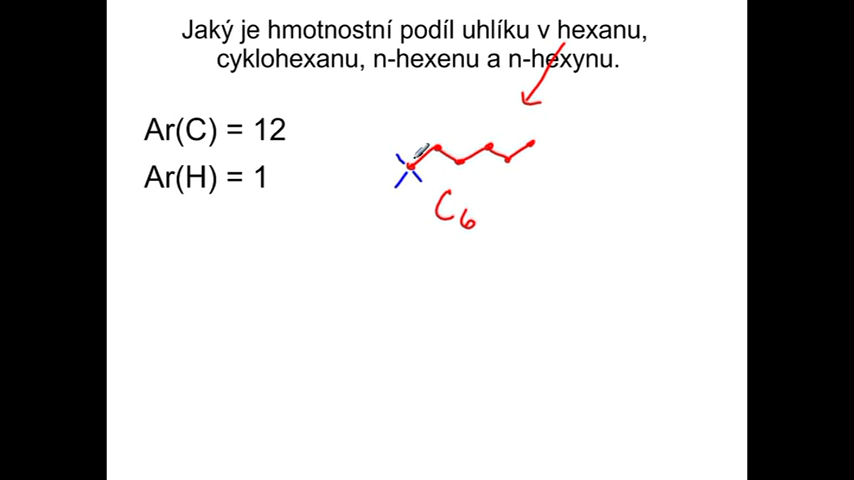 Jaký je hmotnostní podíl uhlíku v hexanu,
cyklohexanu, n-hexenu a n-hexynu.
Ar(C) = 12
Ar(H) = 1
C₆